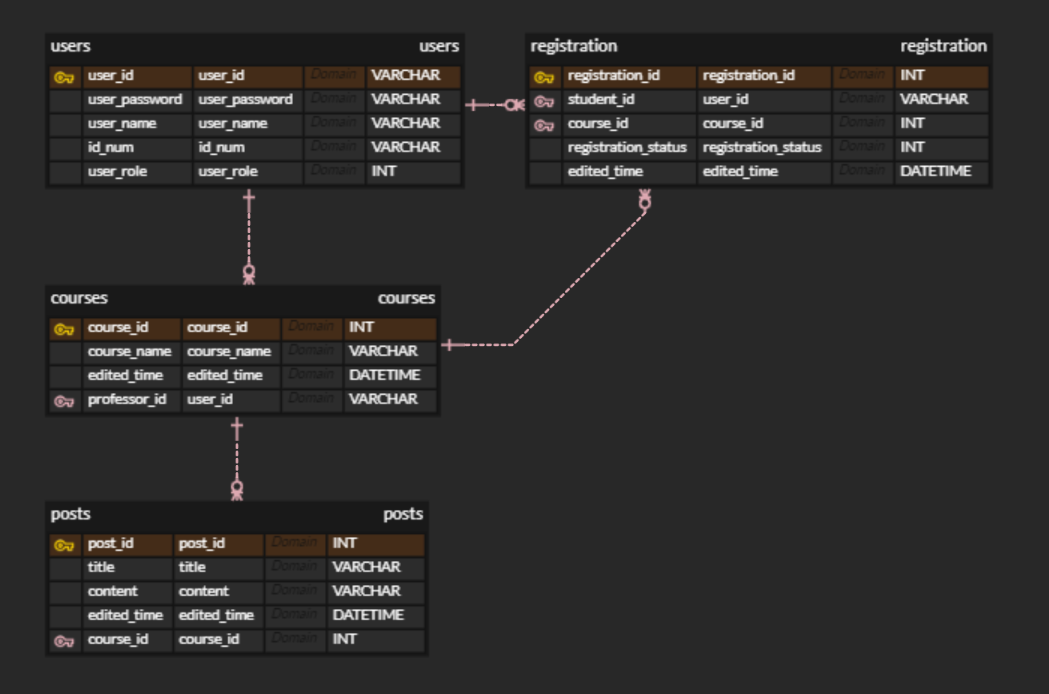 users users
user_id user_id Domain VARCHAR
user_password user_password Domain VARCHAR
user_name user_name Domain VARCHAR
id_num id_num Domain VARCHAR
user_role user_role Domain INT
registration registration
registration_id registration_id Domain INT
student_id user_id Domain VARCHAR
course_id course_id Domain INT
registration_status registration_status Domain INT
edited_time edited_time Domain DATETIME
courses courses
course_id course_id Domain INT
course_name course_name Domain VARCHAR
edited_time edited_time Domain DATETIME
professor_id user_id Domain VARCHAR
posts posts
post_id post_id Domain INT
title title Domain VARCHAR
content content Domain VARCHAR
edited_time edited_time Domain DATETIME
course_id course_id Domain INT